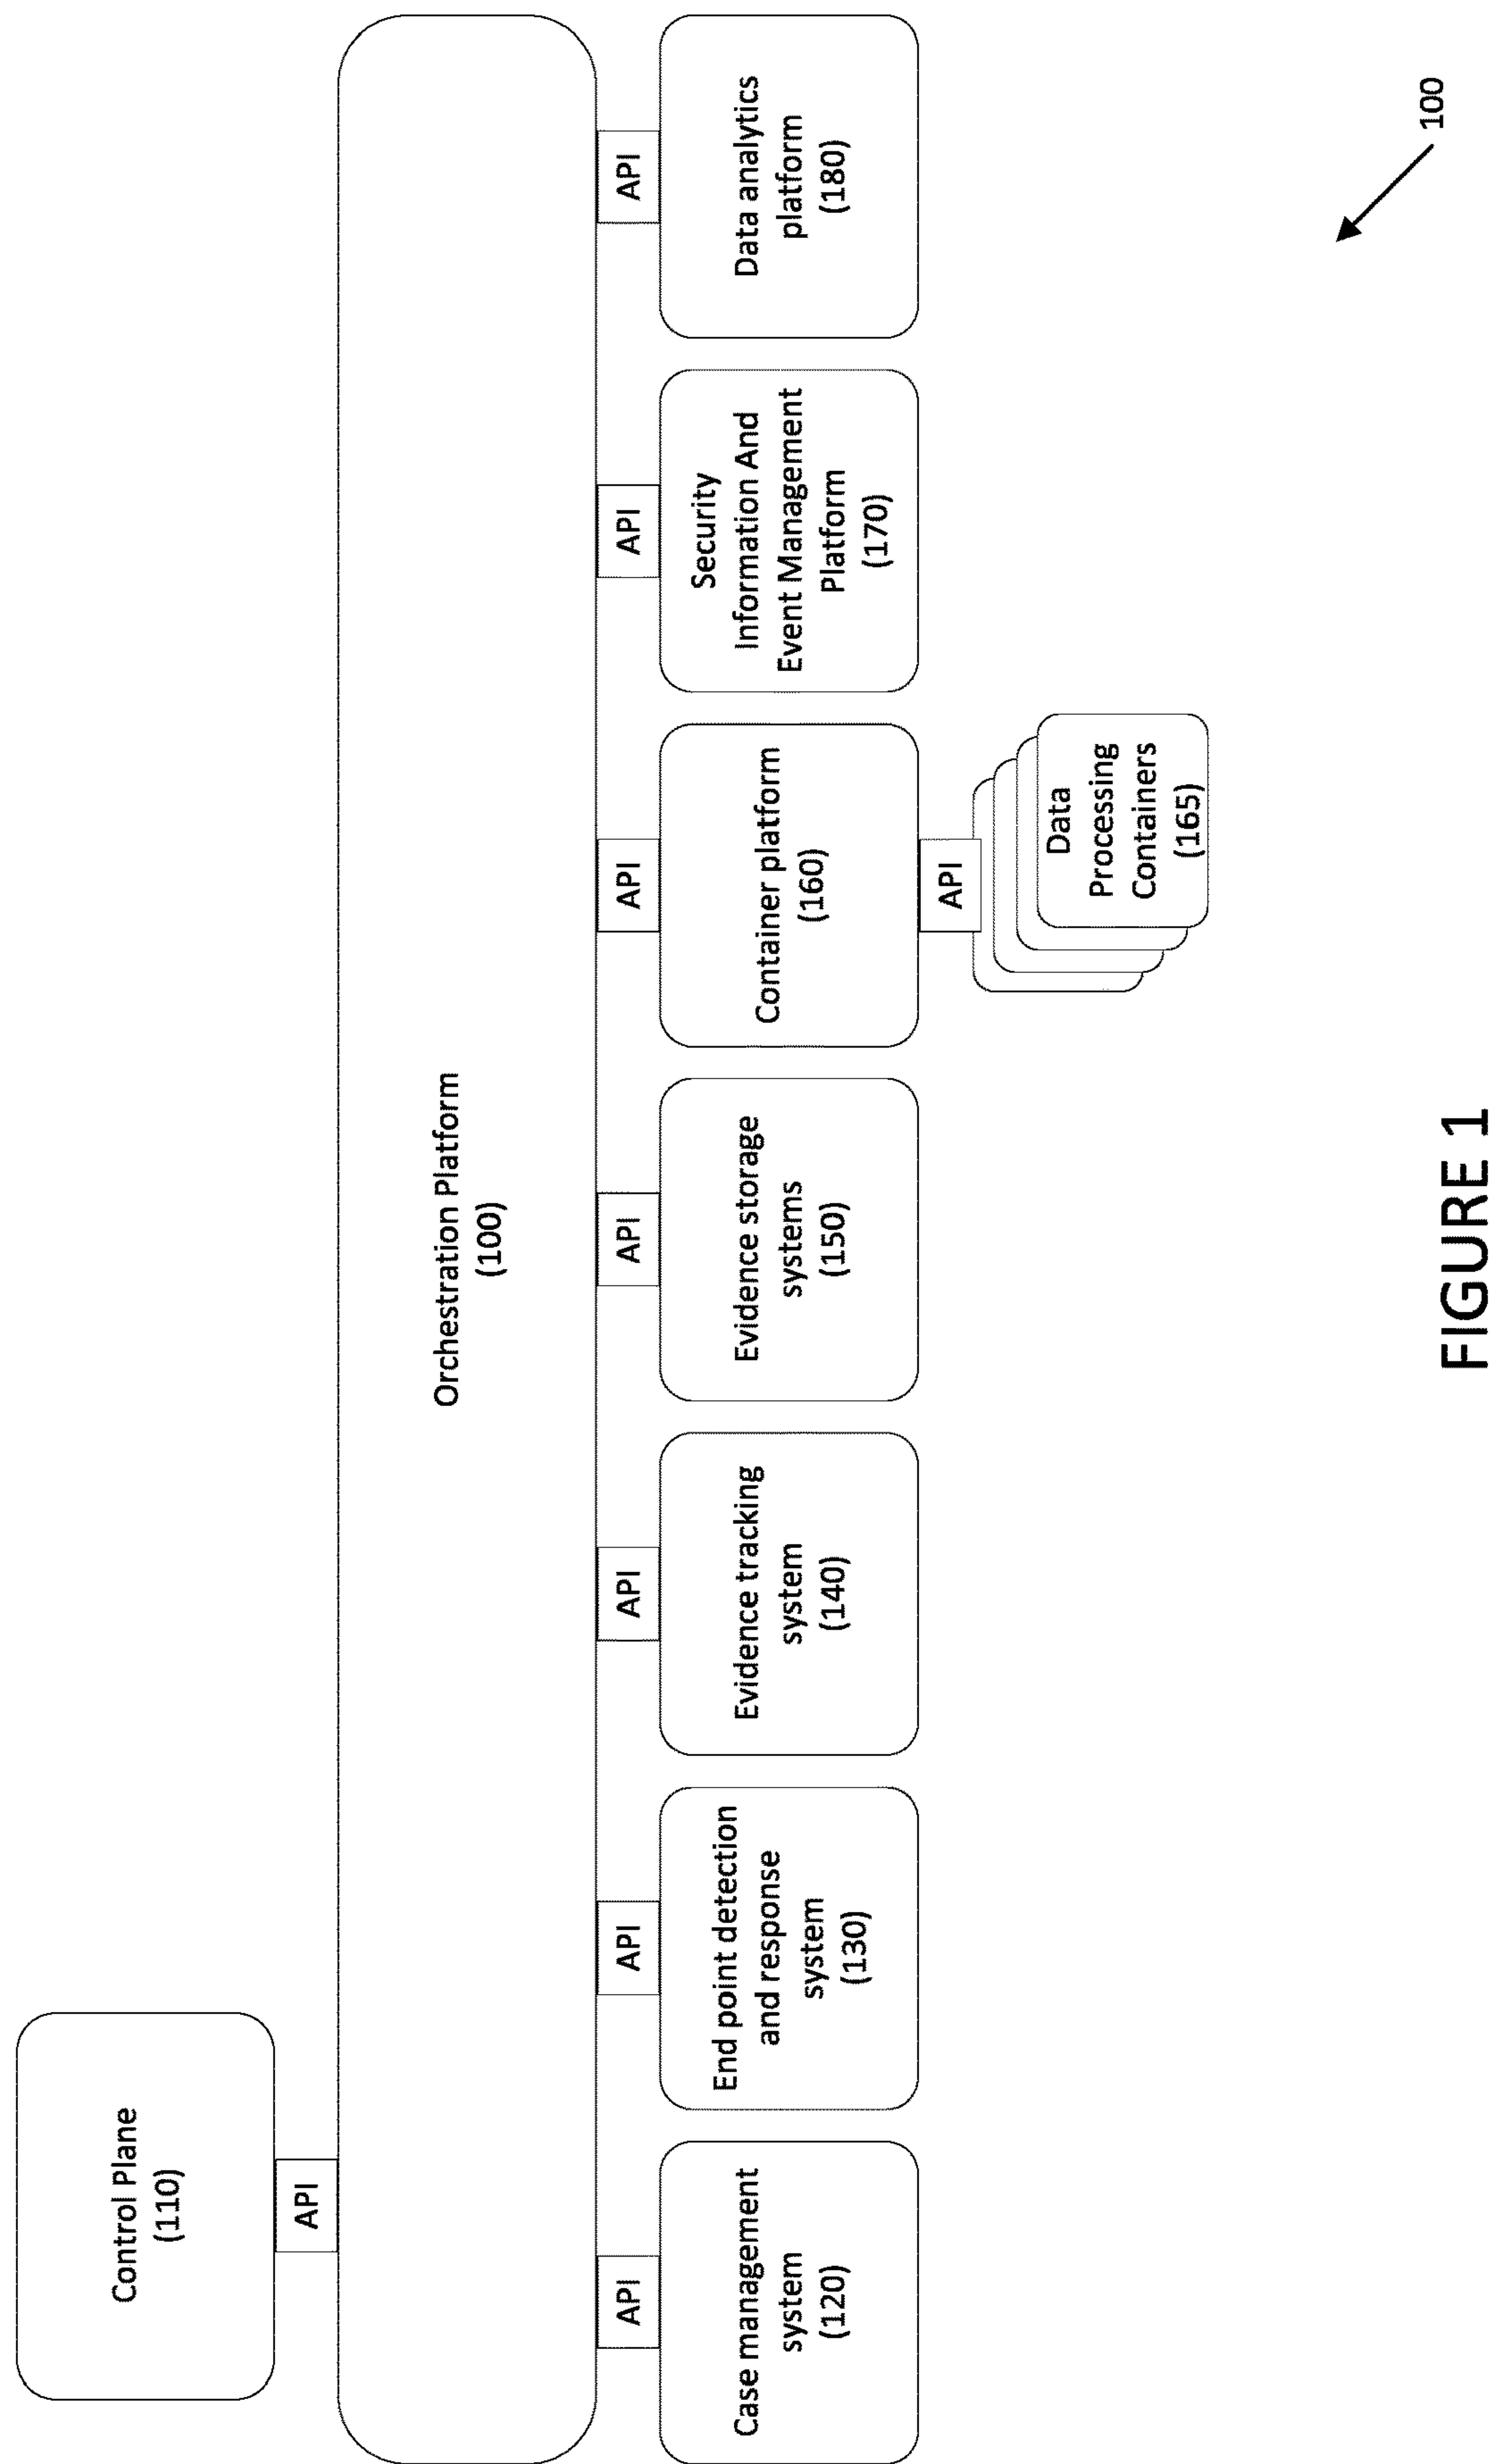 Control Plane
(110)
API
Orchestration Platform
(100)
API
API
API
API
API
API
API
Case management
system
(120)
End point detection
and response
system
(130)
Evidence tracking
system
(140)
Evidence storage
systems
(150)
Container platform
(160)
Security
Information And
Event Management
Platform
(170)
Data analytics
platform
(180)
API
Data
Processing
Containers
(165)
100
FIGURE 1